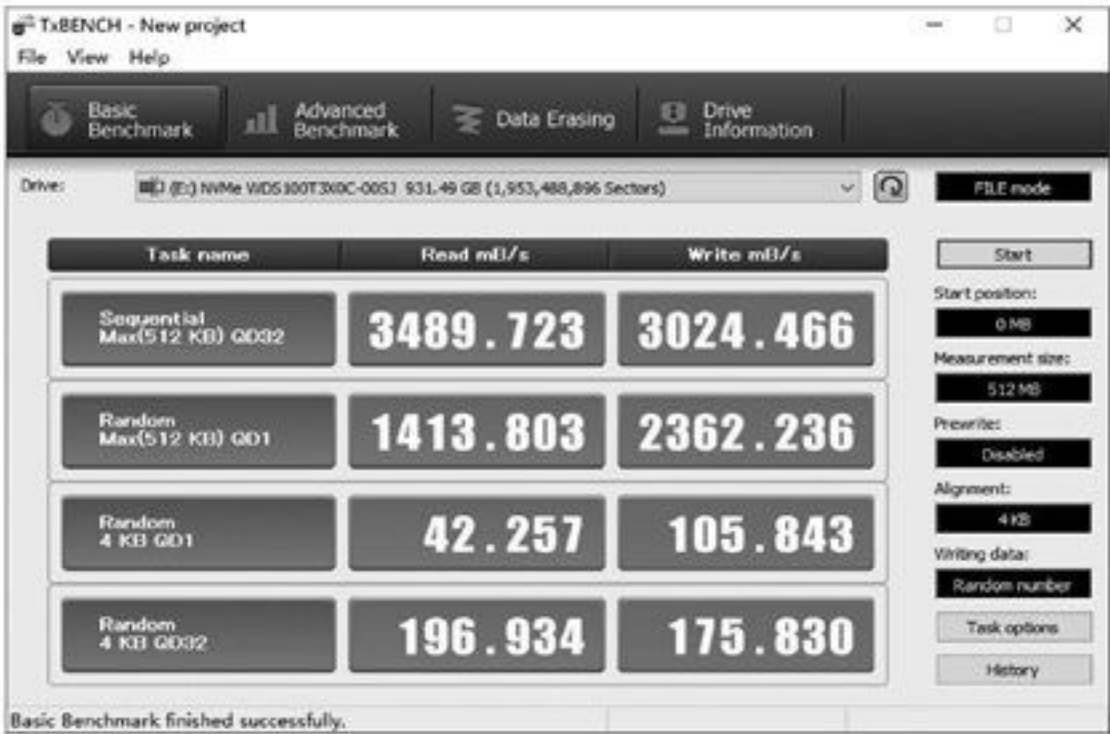 TxBENCH - New project
File View Help
Basic
Benchmark
Advanced
Benchmark
Data Erasing
Drive
Information
Drive:
(E:) NVMe WDS100T3X0C-00SJ 931.49 GB (1,953,488,896 Sectors)
FILE mode
Task name Read mB/s Write mB/s
Start
Start position:
0 MB
Measurement size:
512 MB
Prewrite:
Disabled
Alignment:
4 KB
Writing data:
Random number
Task options
History
Sequential
Max(512 KB) QD32
3489.723 3024.466
Random
Max(512 KB) QD1
1413.803 2362.236
Random
4 KB QD1
42.257 105.843
Random
4 KB QD32
196.934 175.830
Basic Benchmark finished successfully.